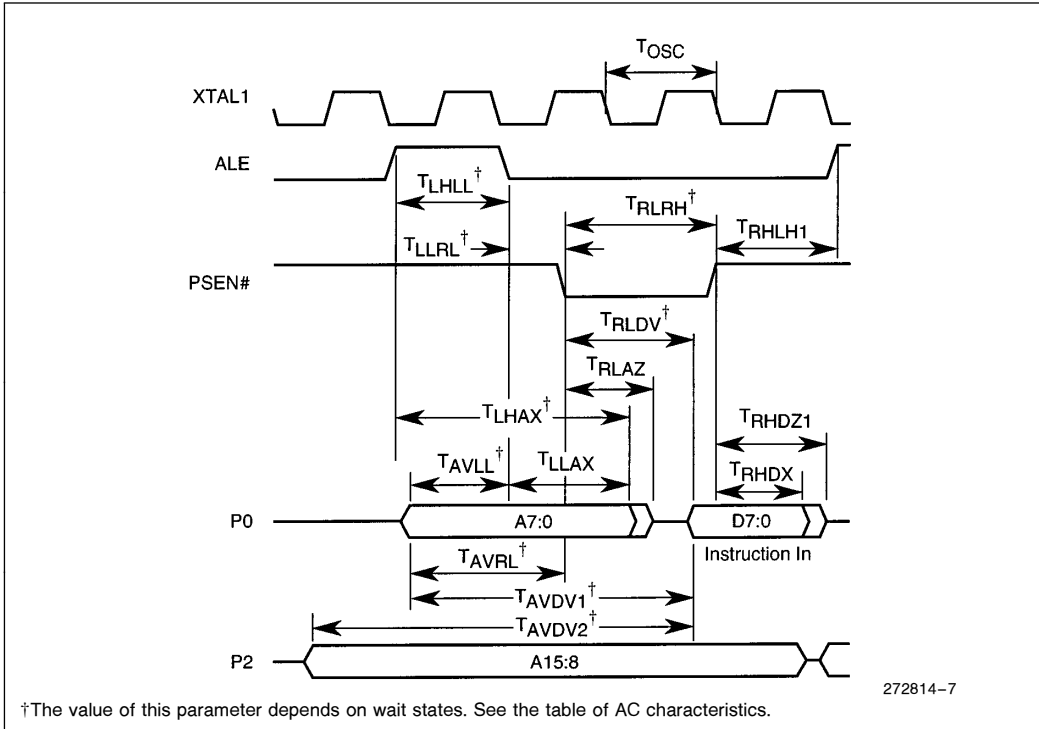 TOSC
XTAL1
ALE
TLHLL†
TRLRH†
TRHLH1
TLLRL†
PSEN#
TRLDV†
TRLAZ
TLHAX†
TRHDZ1
TAVLL†
TLLAX
TRHDX
P0
A7:0
D7:0
Instruction In
TAVRL†
TAVDV1†
TAVDV2†
P2
A15:8
272814-7
†The value of this parameter depends on wait states. See the table of AC characteristics.